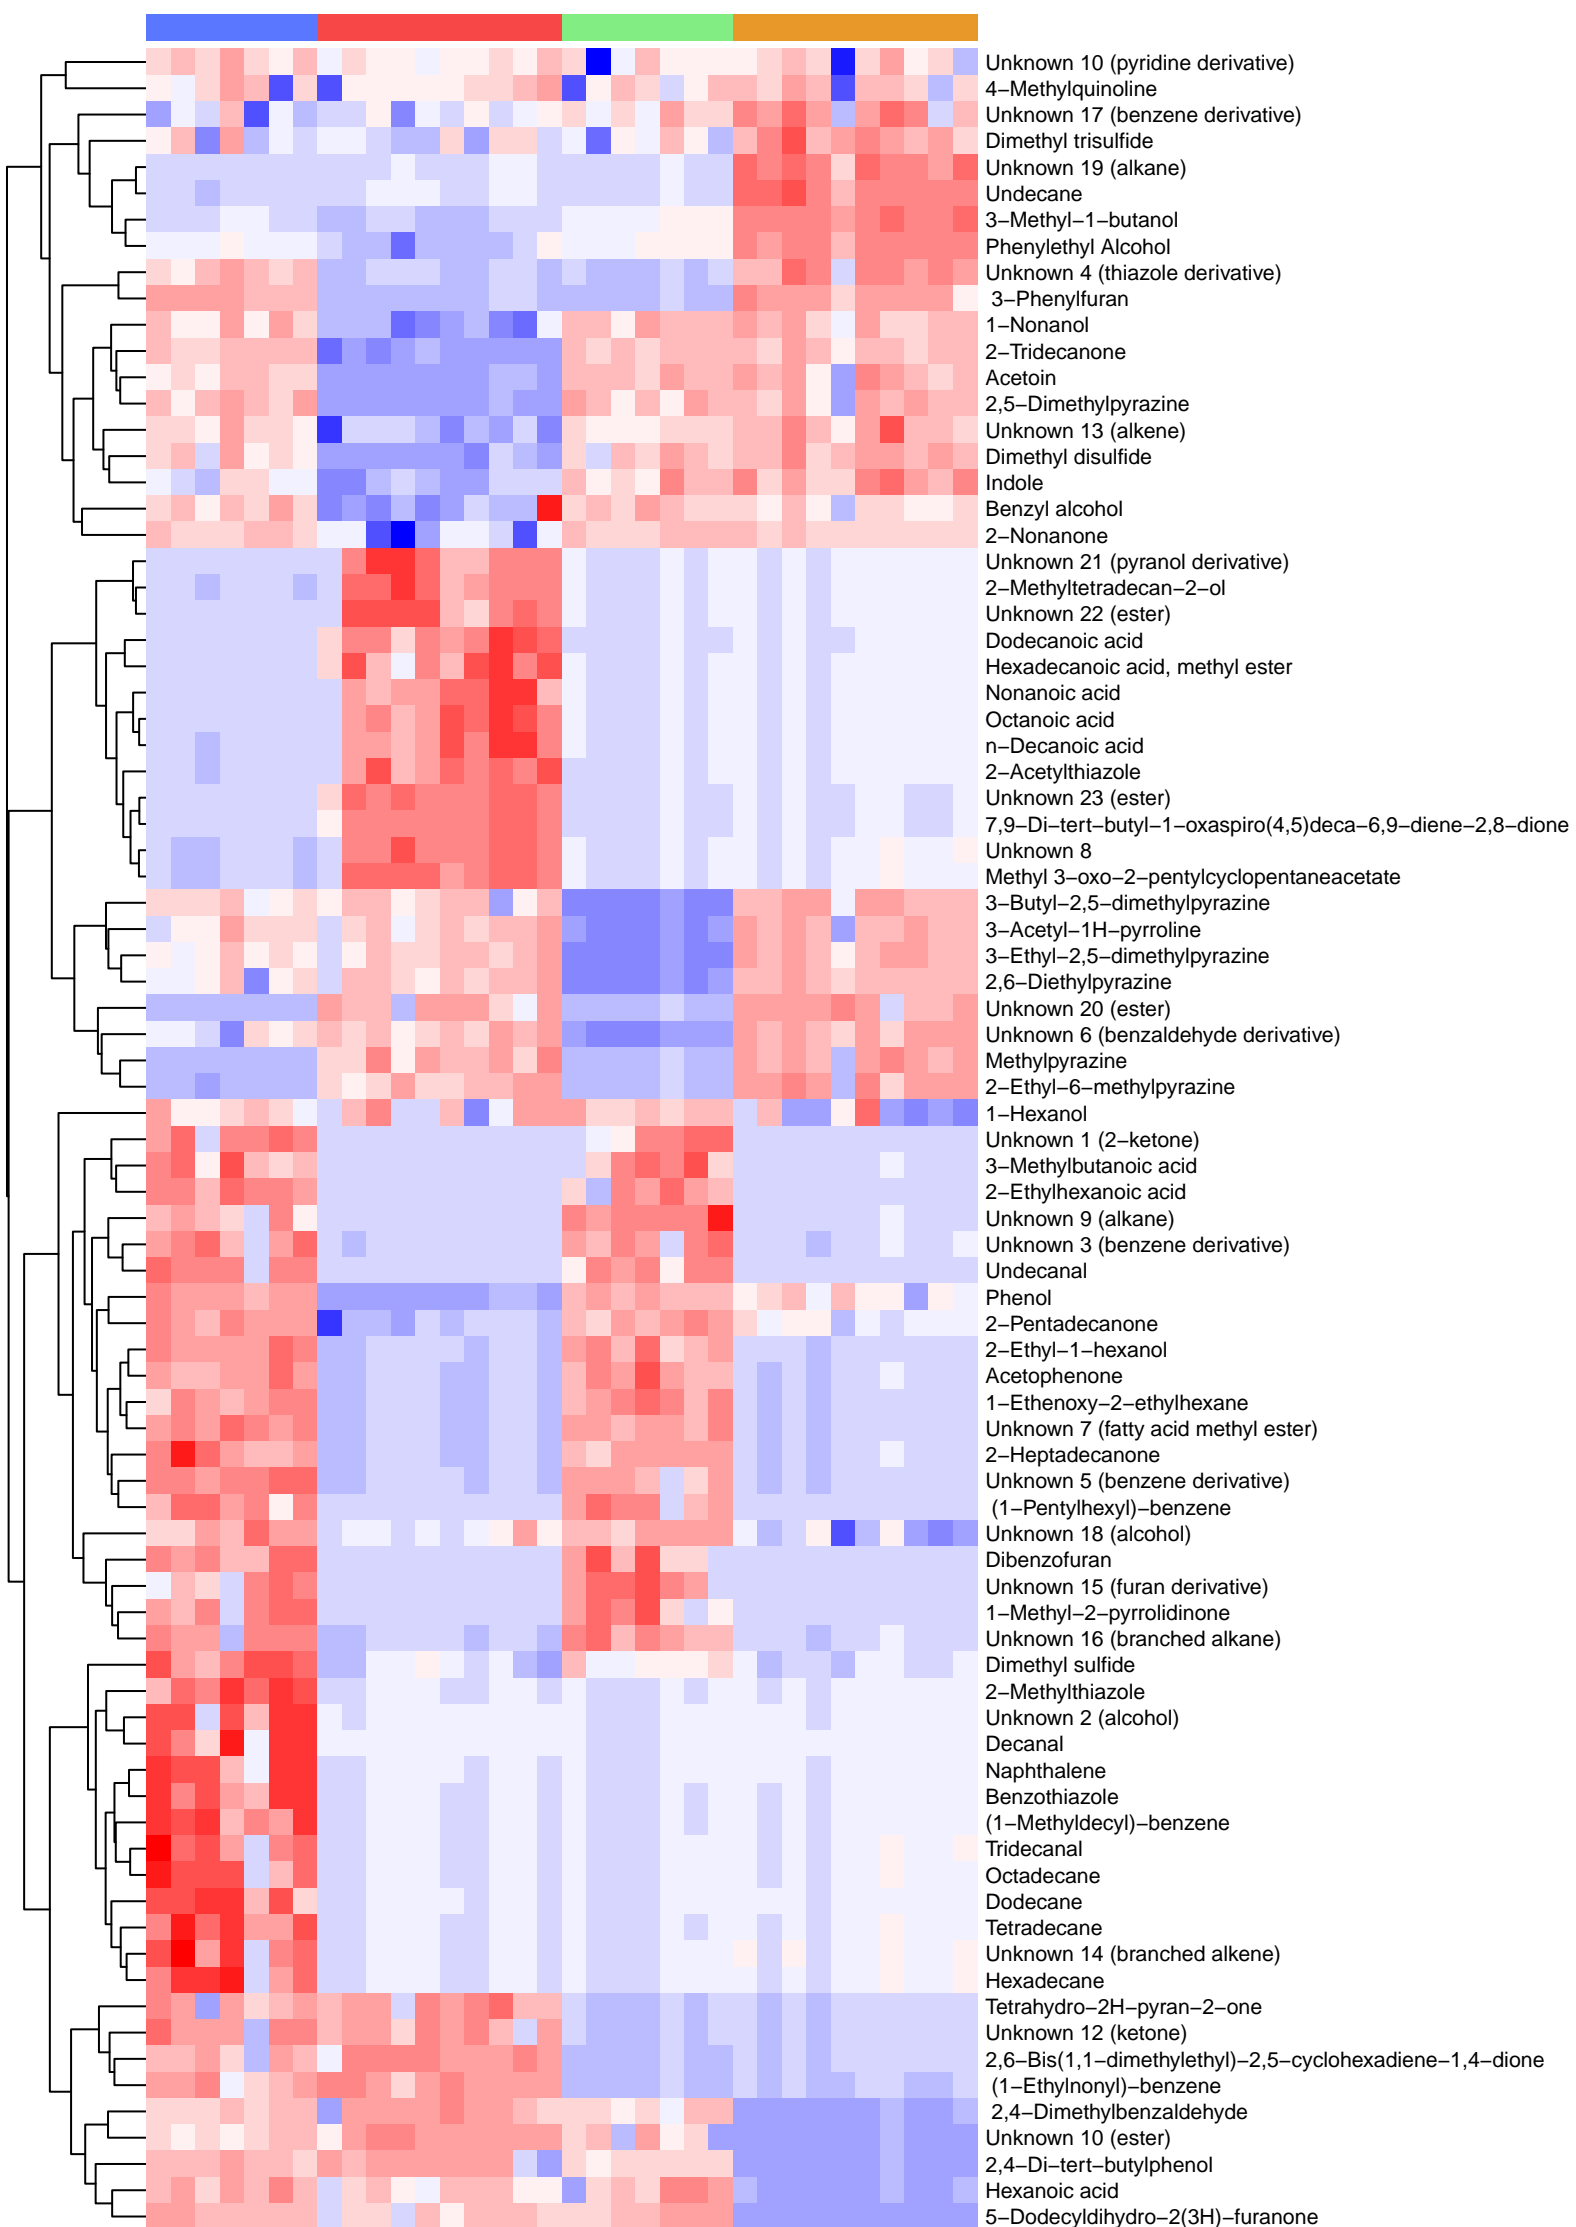 Unknown 10 (pyridine derivative)
4−Methylquinoline
Unknown 17 (benzene derivative)
Dimethyl trisulfide
Unknown 19 (alkane)
Undecane
3−Methyl−1−butanol
Phenylethyl Alcohol
Unknown 4 (thiazole derivative)
3−Phenylfuran
1−Nonanol
2−Tridecanone
Acetoin
2,5−Dimethylpyrazine
Unknown 13 (alkene)
Dimethyl disulfide
Indole
Benzyl alcohol
2−Nonanone
Unknown 21 (pyranol derivative)
2−Methyltetradecan−2−ol
Unknown 22 (ester)
Dodecanoic acid
Hexadecanoic acid, methyl ester
Nonanoic acid
Octanoic acid
n−Decanoic acid
2−Acetylthiazole
Unknown 23 (ester)
7,9−Di−tert−butyl−1−oxaspiro(4,5)deca−6,9−diene−2,8−dione
Unknown 8
Methyl 3−oxo−2−pentylcyclopentaneacetate
3−Butyl−2,5−dimethylpyrazine
3−Acetyl−1H−pyrroline
3−Ethyl−2,5−dimethylpyrazine
2,6−Diethylpyrazine
Unknown 20 (ester)
Unknown 6 (benzaldehyde derivative)
Methylpyrazine
2−Ethyl−6−methylpyrazine
1−Hexanol
Unknown 1 (2−ketone)
3−Methylbutanoic acid
2−Ethylhexanoic acid
Unknown 9 (alkane)
Unknown 3 (benzene derivative)
Undecanal
Phenol
2−Pentadecanone
2−Ethyl−1−hexanol
Acetophenone
1−Ethenoxy−2−ethylhexane
Unknown 7 (fatty acid methyl ester)
2−Heptadecanone
Unknown 5 (benzene derivative)
(1−Pentylhexyl)−benzene
Unknown 18 (alcohol)
Dibenzofuran
Unknown 15 (furan derivative)
1−Methyl−2−pyrrolidinone
Unknown 16 (branched alkane)
Dimethyl sulfide
2−Methylthiazole
Unknown 2 (alcohol)
Decanal
Naphthalene
Benzothiazole
(1−Methyldecyl)−benzene
Tridecanal
Octadecane
Dodecane
Tetradecane
Unknown 14 (branched alkene)
Hexadecane
Tetrahydro−2H−pyran−2−one
Unknown 12 (ketone)
2,6−Bis(1,1−dimethylethyl)−2,5−cyclohexadiene−1,4−dione
(1−Ethylnonyl)−benzene
2,4−Dimethylbenzaldehyde
Unknown 10 (ester)
2,4−Di−tert−butylphenol
Hexanoic acid
5−Dodecyldihydro−2(3H)−furanone